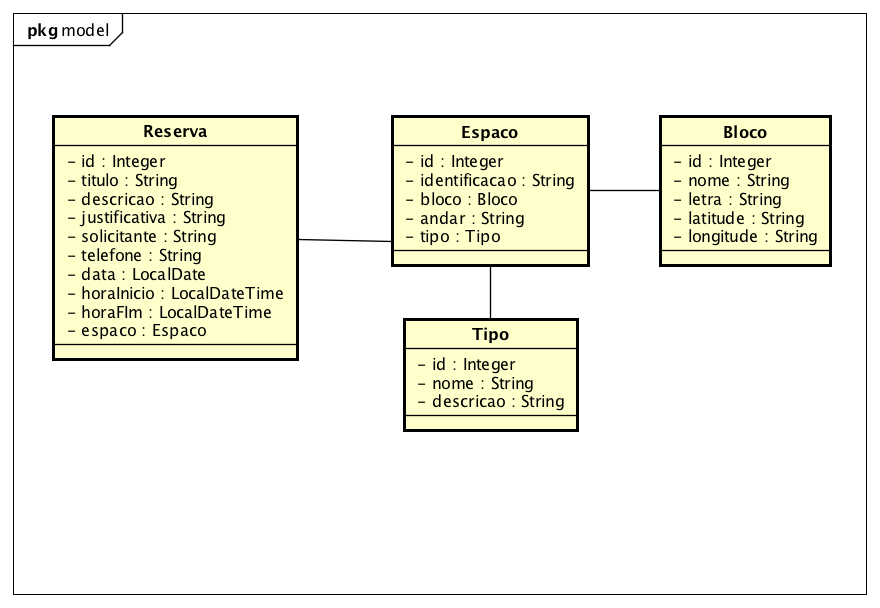 pkg model
Reserva
- id : Integer
- titulo : String
- descricao : String
- justificativa : String
- solicitante : String
- telefone : String
- data : LocalDate
- horaInicio : LocalDateTime
- horaFIm : LocalDateTime
- espaco : Espaco
Espaco
- id : Integer
- identificacao : String
- bloco : Bloco
- andar : String
- tipo : Tipo
Bloco
- id : Integer
- nome : String
- letra : String
- latitude : String
- longitude : String
Tipo
- id : Integer
- nome : String
- descricao : String